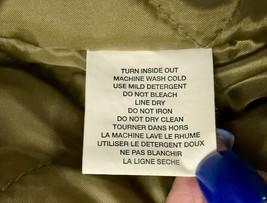 TURN INSIDE OUT
MACHINE WASH COLD
USE MILD DETERGENT
DO NOT BLEACH
LINE DRY
DO NOT IRON
DO NOT DRY CLEAN
TOURNER DANS HORS
LA MACHINE LAVE LE RHUME
UTILISER LE DETERGENT DOUX
NE PAS BLANCHIR
LA LIGNE SECHE